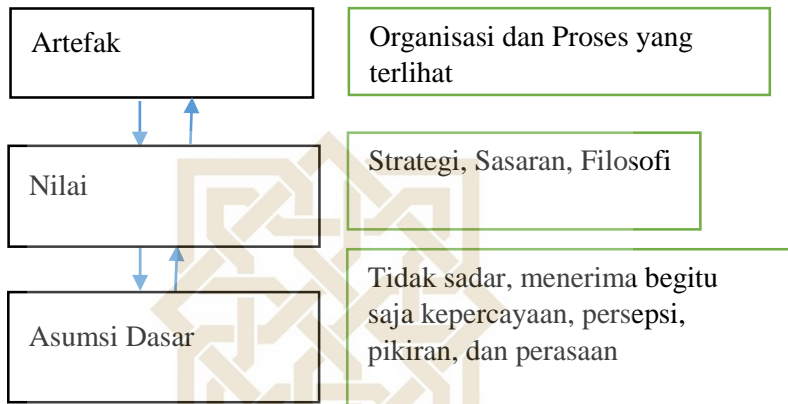 Artefak
Organisasi dan Proses yang
terlihat
Nilai
Strategi, Sasaran, Filosofi
Asumsi Dasar
Tidak sadar, menerima begitu
saja kepercayaan, persepsi,
pikiran, dan perasaan